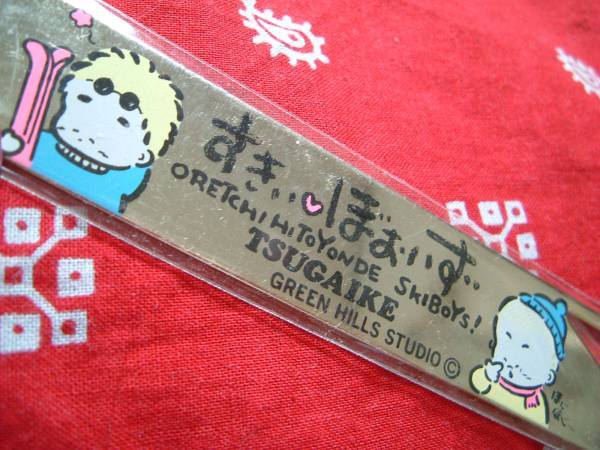 すきぃ♡ぼぉいず
ORETCHI HITOYONDE SKIBOYS!
TSUGAIKE
GREEN HILLS STUDIO ©